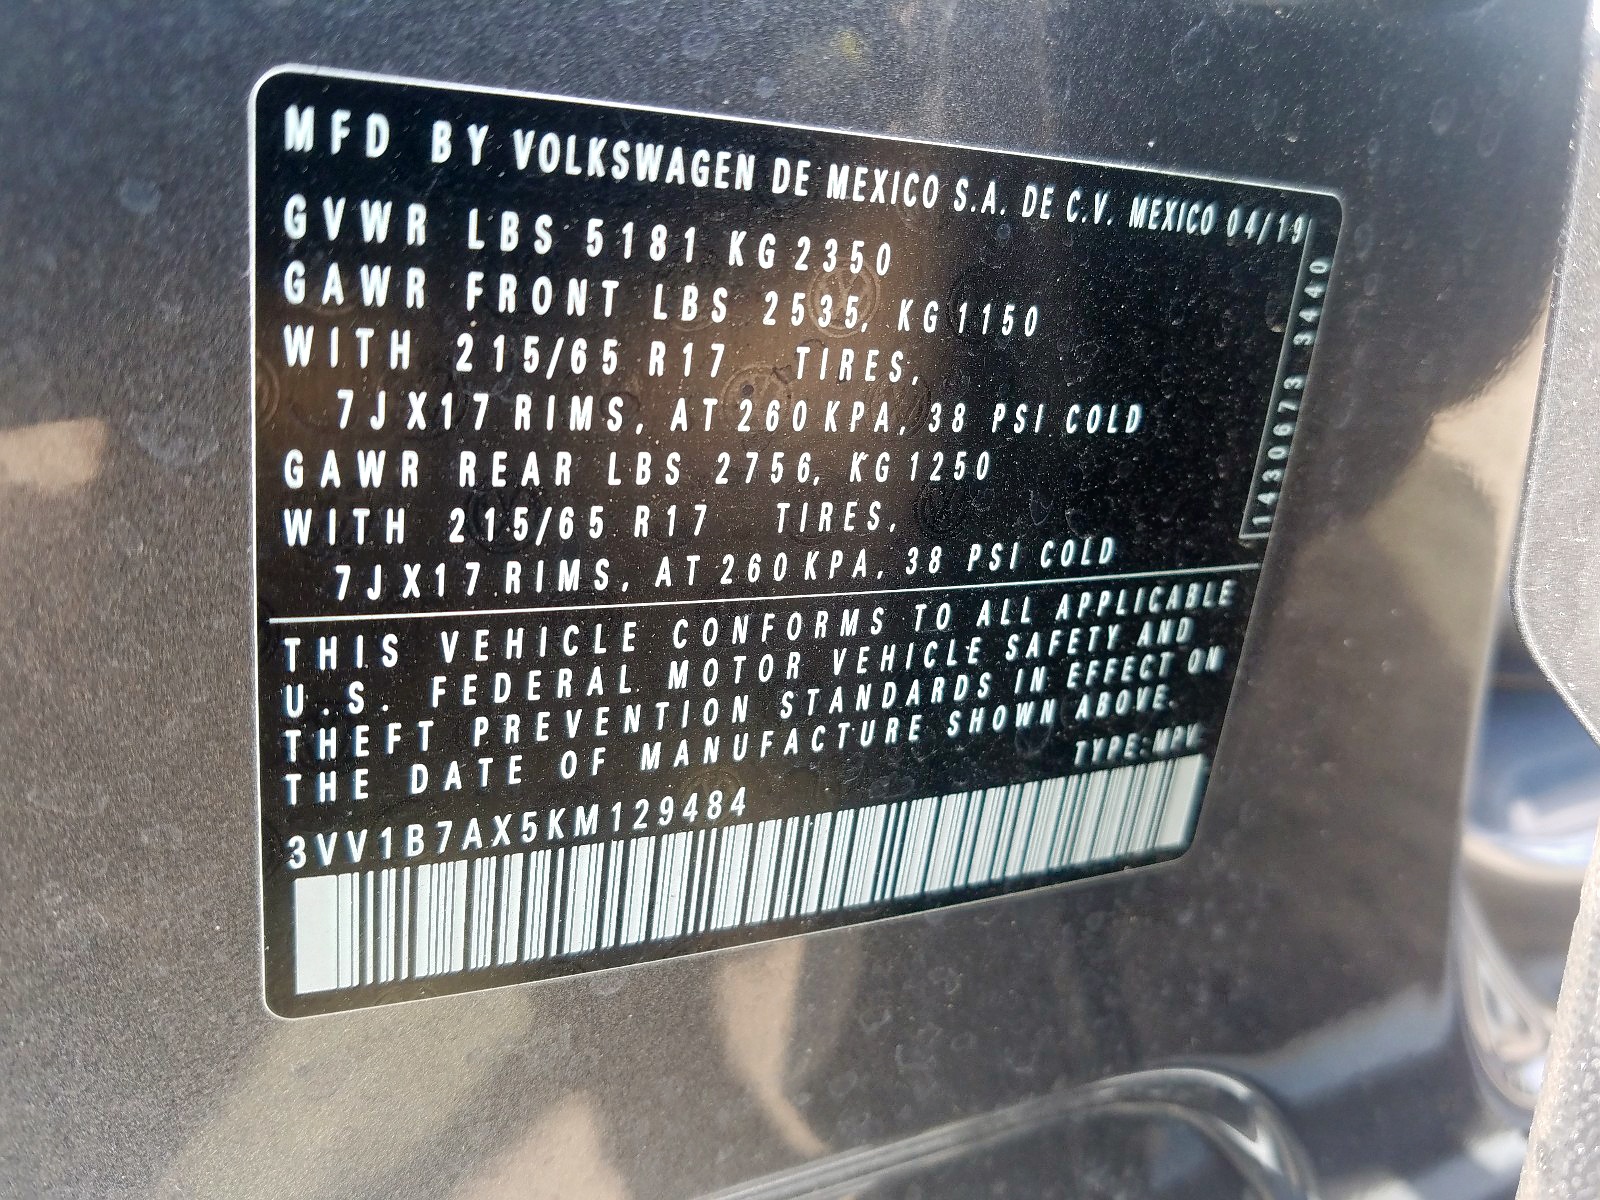 MFD BY VOLKSWAGEN DE MEXICO S.A. DE C.V. MEXICO 04/19
GVWR LBS 5181 KG 2350
GAWR FRONT LBS 2535, KG 1150
WITH 215/65 R17 TIRES,
7JX17 RIMS, AT 260 KPA, 38 PSI COLD
GAWR REAR LBS 2756, KG 1250
WITH 215/65 R17 TIRES,
7JX17 RIMS, AT 260 KPA, 38 PSI COLD
1430673 3440
THIS VEHICLE CONFORMS TO ALL APPLICABLE
U.S. FEDERAL MOTOR VEHICLE SAFETY AND
THEFT PREVENTION STANDARDS IN EFFECT ON
THE DATE OF MANUFACTURE SHOWN ABOVE.
TYPE:MPV
3VV1B7AX5KM129484